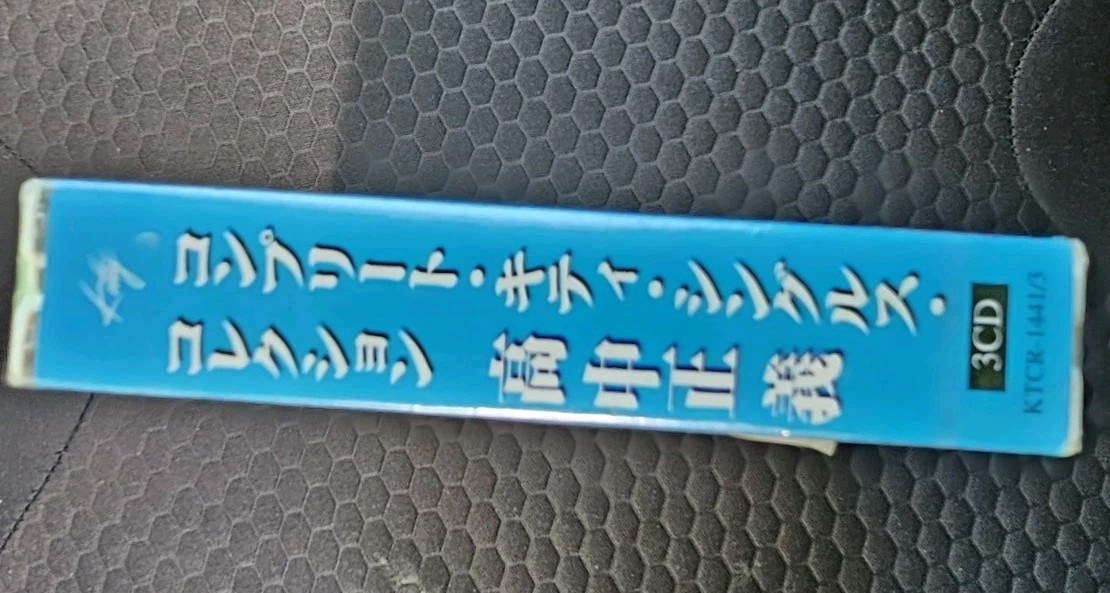 コンプリート・キティ・シングルス・
コレクション
高中正義
3CD
KTCR-1441/3